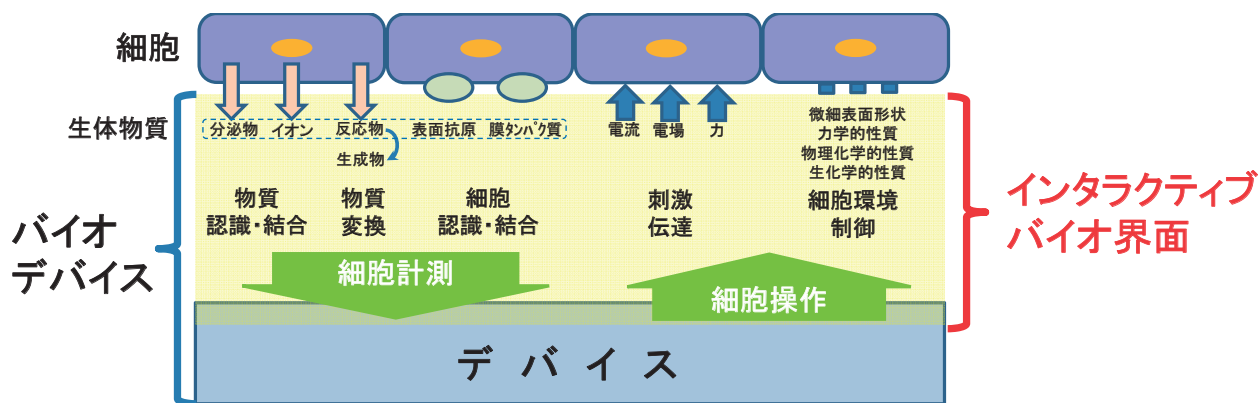 細胞
生体物質
分泌物 イオン 反応物 表面抗原 膜タンパク質
生成物
電流 電場 力
微細表面形状
力学的性質
物理化学的性質
生化学的性質
物質
認識・結合
物質
変換
細胞
認識・結合
刺激
伝達
細胞環境
制御
バイオ
デバイス
インタラクティブ
バイオ界面
細胞計測
細胞操作
デバイス